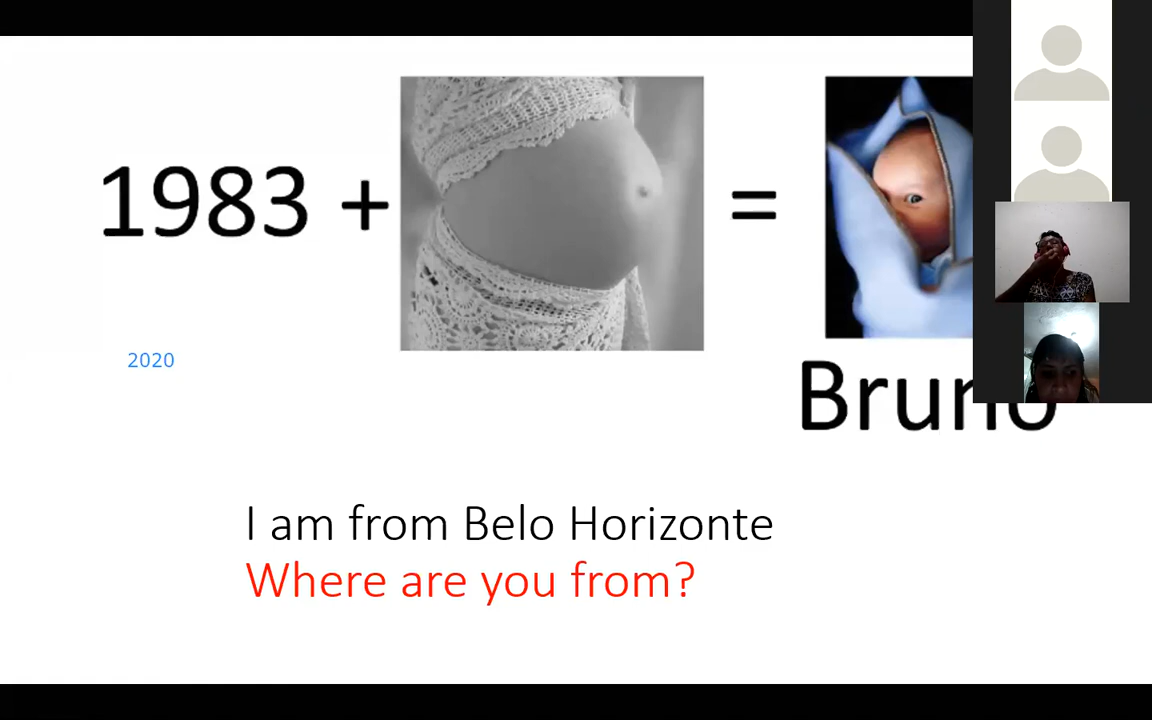 1983 + =
2020
Bruno
I am from Belo Horizonte
Where are you from?